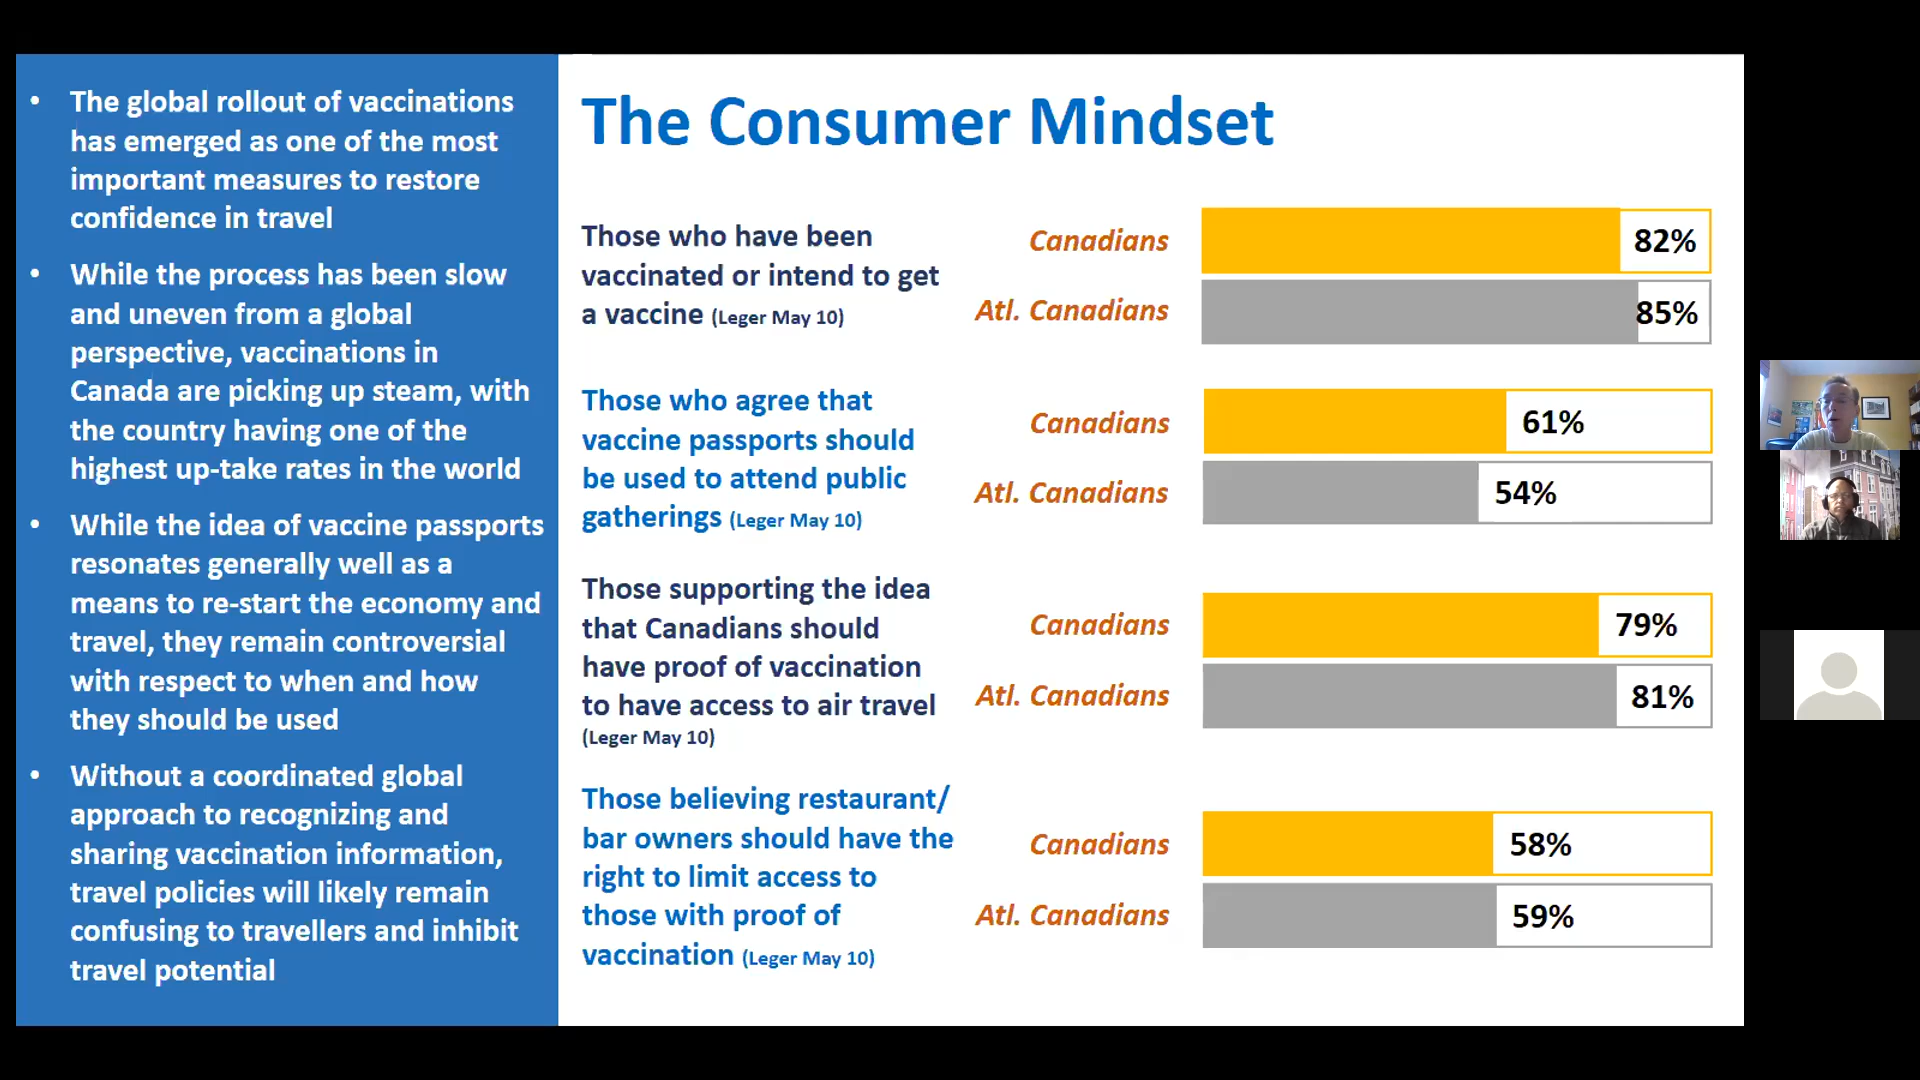 • The global rollout of vaccinations
has emerged as one of the most
important measures to restore
confidence in travel
• While the process has been slow
and uneven from a global
perspective, vaccinations in
Canada are picking up steam, with
the country having one of the
highest up-take rates in the world
• While the idea of vaccine passports
resonates generally well as a
means to re-start the economy and
travel, they remain controversial
with respect to when and how
they should be used
• Without a coordinated global
approach to recognizing and
sharing vaccination information,
travel policies will likely remain
confusing to travellers and inhibit
travel potential
The Consumer Mindset
Those who have been
vaccinated or intend to get
a vaccine (Leger May 10)
Canadians
82%
Atl. Canadians
85%
Those who agree that
vaccine passports should
be used to attend public
gatherings (Leger May 10)
Canadians
61%
Atl. Canadians
54%
Those supporting the idea
that Canadians should
have proof of vaccination
to have access to air travel
(Leger May 10)
Canadians
79%
Atl. Canadians
81%
Those believing restaurant/
bar owners should have the
right to limit access to
those with proof of
vaccination (Leger May 10)
Canadians
58%
Atl. Canadians
59%